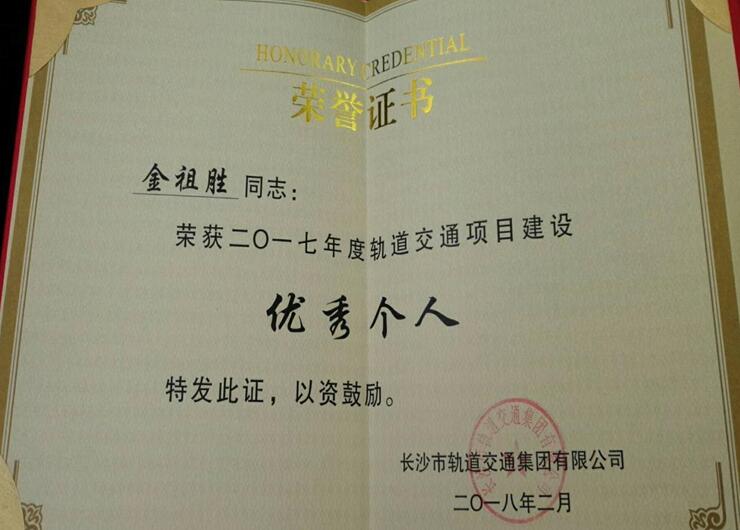 HONORARY CREDENTIAL
荣誉证书
金祖胜 同志：
荣获二〇一七年度轨道交通项目建设
优秀个人
特发此证，以资鼓励。
长沙市轨道交通集团有限公司
二〇一八年二月